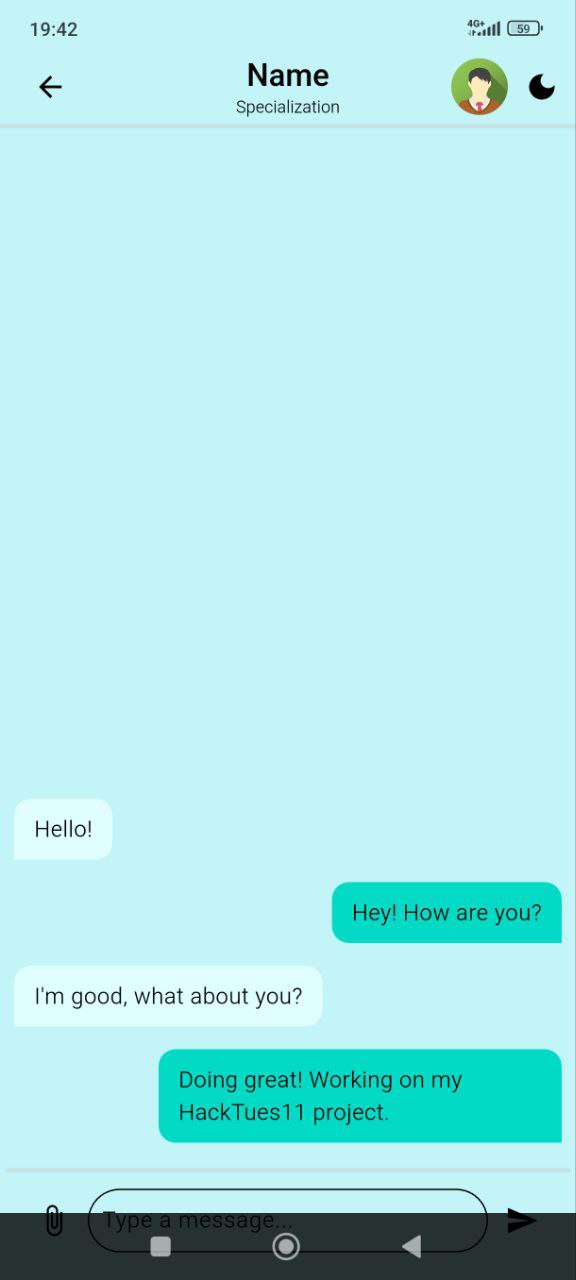 19:42
4G+
59
Name
Specialization
Hello!
Hey! How are you?
I'm good, what about you?
Doing great! Working on my
HackTues11 project.
Type a message...